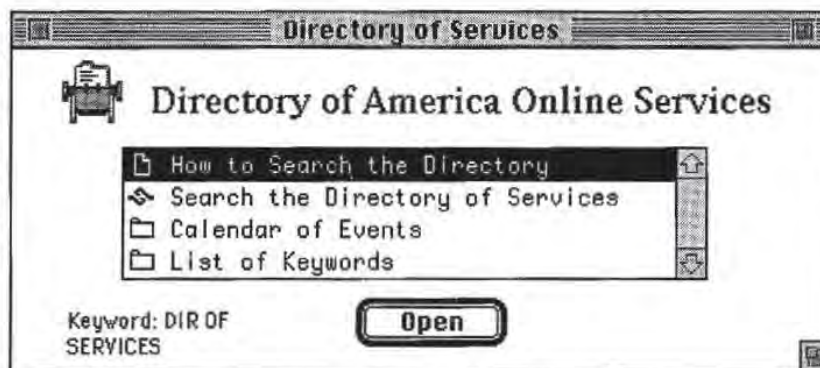 Directory of Services
Directory of America Online Services
How to Search the Directory
Search the Directory of Services
Calendar of Events
List of Keywords
Keyword: DIR OF
SERVICES
Open